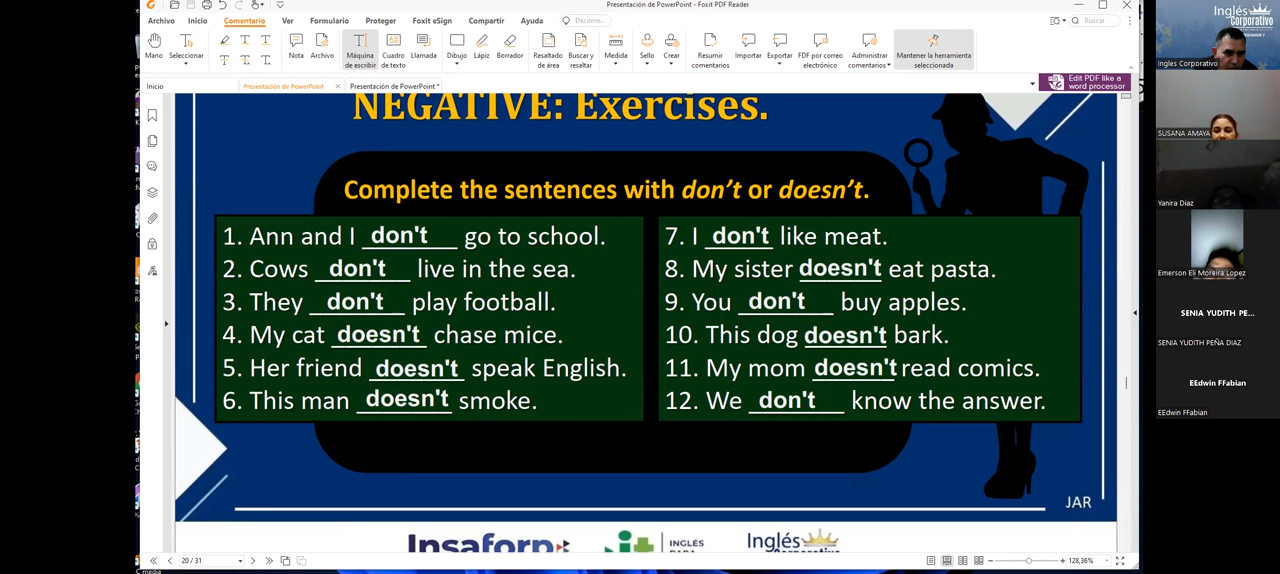 Presentación de PowerPoint - Foxit PDF Reader
Archivo Inicio Comentario Ver Formulario Proteger Foxit eSign Compartir Ayuda Decirme... Buscar
Mano Seleccionar Nota Archivo Máquina de escribir Cuadro de texto Llamada Dibujo Lápiz Borrador Resaltado de área Buscar y resaltar Medida Sello Crear Resumir comentarios Importar Exportar FDF por correo electrónico Administrar comentarios Mantener la herramienta seleccionada
Inicio Presentación de PowerPoint Presentación de PowerPoint * Edit PDF like a word processor
NEGATIVE: Exercises.
Complete the sentences with don't or doesn't.
1. Ann and I don't go to school.
2. Cows don't live in the sea.
3. They don't play football.
4. My cat doesn't chase mice.
5. Her friend doesn't speak English.
6. This man doesn't smoke.
7. I don't like meat.
8. My sister doesn't eat pasta.
9. You don't buy apples.
10. This dog doesn't bark.
11. My mom doesn't read comics.
12. We don't know the answer.
JAR
Insaforp
INGLÉS
Inglés
20 / 31
128,36%
C media
Inglés
Corporativo
Ingles Corporativo
SUSANA AMAYA
Yanira Diaz
Emerson Eli Moreira Lopez
SENIA YUDITH PE...
SENIA YUDITH PEÑA DIAZ
EEdwin FFabian
EEdwin FFabian